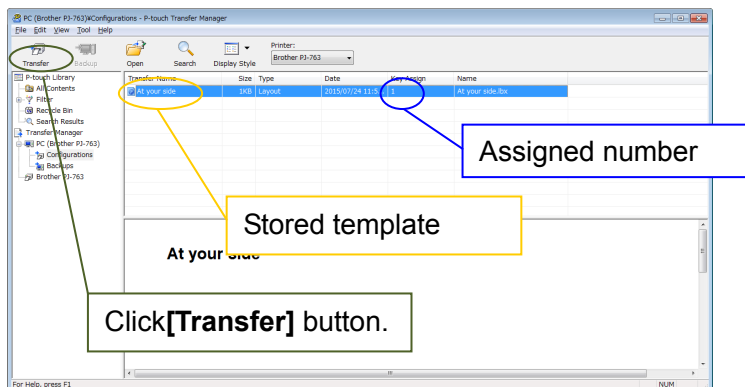 PC (Brother PJ-763)¥Configurations - P-touch Transfer Manager
File Edit View Tool Help
Transfer Backup Open Search Display Style Printer:
Brother PJ-763
P-touch Library
All Contents
Filter
Recycle Bin
Search Results
Transfer Manager
PC (Brother PJ-763)
Configurations
Backups
Brother PJ-763
Transfer Name Size Type Date Key Assign Name
At your side 1KB Layout 2015/07/24 11:5... 1 At your side.lbx
Assigned number
Stored template
At your side
Click[Transfer] button.
For Help, press F1 NUM